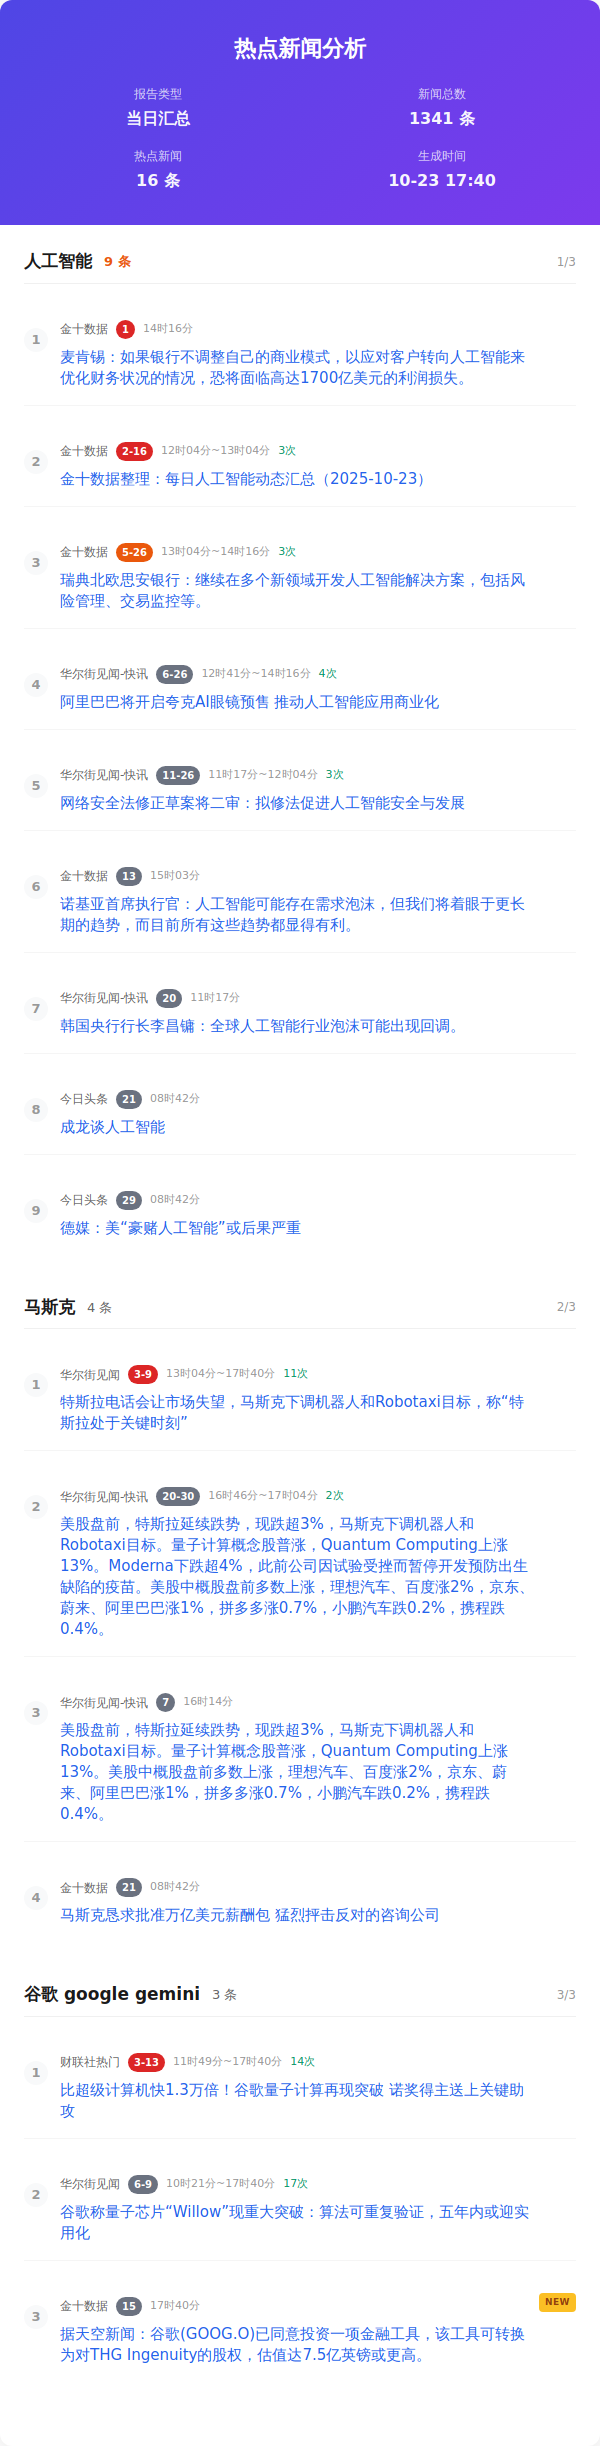 热点新闻分析
报告类型
新闻总数
当日汇总
1341 条
热点新闻
生成时间
16 条
10-23 17:40
人工智能 9 条 1/3
1
金十数据 1 14时16分
麦肯锡：如果银行不调整自己的商业模式，以应对客户转向人工智能来
优化财务状况的情况，恐将面临高达1700亿美元的利润损失。
2
金十数据 2-16 12时04分~13时04分 3次
金十数据整理：每日人工智能动态汇总（2025-10-23）
3
金十数据 5-26 13时04分~14时16分 3次
瑞典北欧思安银行：继续在多个新领域开发人工智能解决方案，包括风
险管理、交易监控等。
4
华尔街见闻-快讯 6-26 12时41分~14时16分 4次
阿里巴巴将开启夸克AI眼镜预售 推动人工智能应用商业化
5
华尔街见闻-快讯 11-26 11时17分~12时04分 3次
网络安全法修正草案将二审：拟修法促进人工智能安全与发展
6
金十数据 13 15时03分
诺基亚首席执行官：人工智能可能存在需求泡沫，但我们将着眼于更长
期的趋势，而目前所有这些趋势都显得有利。
7
华尔街见闻-快讯 20 11时17分
韩国央行行长李昌镛：全球人工智能行业泡沫可能出现回调。
8
今日头条 21 08时42分
成龙谈人工智能
9
今日头条 29 08时42分
德媒：美“豪赌人工智能”或后果严重
马斯克 4 条 2/3
1
华尔街见闻 3-9 13时04分~17时40分 11次
特斯拉电话会让市场失望，马斯克下调机器人和Robotaxi目标，称“特
斯拉处于关键时刻”
2
华尔街见闻-快讯 20-30 16时46分~17时04分 2次
美股盘前，特斯拉延续跌势，现跌超3%，马斯克下调机器人和
Robotaxi目标。量子计算概念股普涨，Quantum Computing上涨
13%。Moderna下跌超4%，此前公司因试验受挫而暂停开发预防出生
缺陷的疫苗。美股中概股盘前多数上涨，理想汽车、百度涨2%，京东、
蔚来、阿里巴巴涨1%，拼多多涨0.7%，小鹏汽车跌0.2%，携程跌
0.4%。
3
华尔街见闻-快讯 7 16时14分
美股盘前，特斯拉延续跌势，现跌超3%，马斯克下调机器人和
Robotaxi目标。量子计算概念股普涨，Quantum Computing上涨
13%。美股中概股盘前多数上涨，理想汽车、百度涨2%，京东、蔚
来、阿里巴巴涨1%，拼多多涨0.7%，小鹏汽车跌0.2%，携程跌
0.4%。
4
金十数据 21 08时42分
马斯克恳求批准万亿美元薪酬包 猛烈抨击反对的咨询公司
谷歌 google gemini 3 条 3/3
1
财联社热门 3-13 11时49分~17时40分 14次
比超级计算机快1.3万倍！谷歌量子计算再现突破 诺奖得主送上关键助
攻
2
华尔街见闻 6-9 10时21分~17时40分 17次
谷歌称量子芯片“Willow”现重大突破：算法可重复验证，五年内或迎实
用化
3
金十数据 15 17时40分 NEW
据天空新闻：谷歌(GOOG.O)已同意投资一项金融工具，该工具可转换
为对THG Ingenuity的股权，估值达7.5亿英镑或更高。